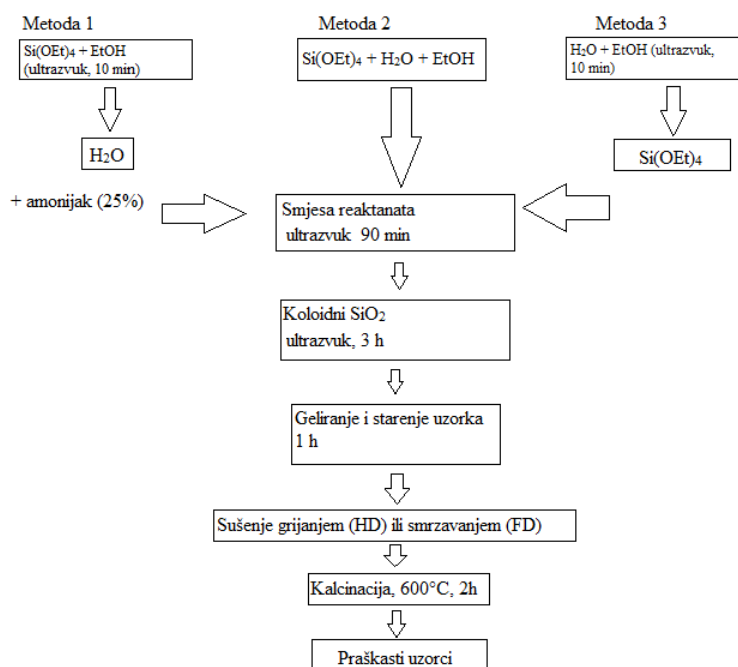 Metoda 1
Metoda 2
Metoda 3
Si(OEt)₄ + EtOH
(ultrazvuk, 10 min)
Si(OEt)₄ + H₂O + EtOH
H₂O + EtOH (ultrazvuk,
10 min)
H₂O
Si(OEt)₄
+ amonijak (25%)
Smjesa reaktanata
ultrazvuk 90 min
Koloidni SiO₂
ultrazvuk, 3 h
Geliranje i starenje uzorka
1 h
Sušenje grijanjem (HD) ili smrzavanjem (FD)
Kalcinacija, 600°C, 2h
Praškasti uzorci